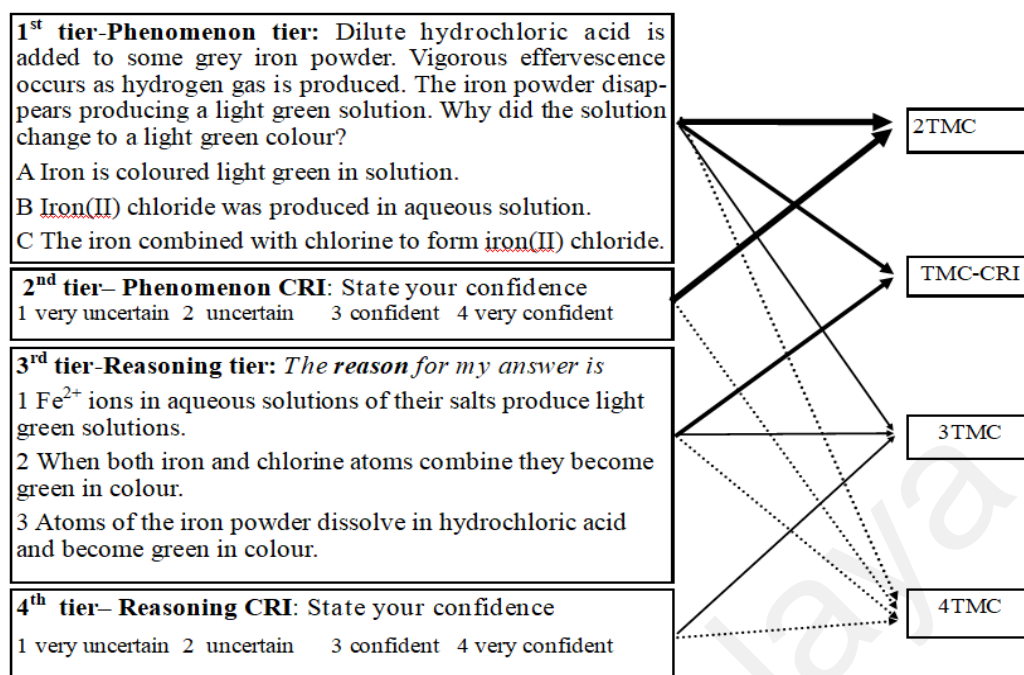 1st tier-Phenomenon tier: Dilute hydrochloric acid is
added to some grey iron powder. Vigorous effervescence
occurs as hydrogen gas is produced. The iron powder disap-
pears producing a light green solution. Why did the solution
change to a light green colour?
A Iron is coloured light green in solution.
B Iron(II) chloride was produced in aqueous solution.
C The iron combined with chlorine to form iron(II) chloride.
2nd tier– Phenomenon CRI: State your confidence
1 very uncertain 2 uncertain 3 confident 4 very confident
3rd tier-Reasoning tier: The reason for my answer is
1 Fe2+ ions in aqueous solutions of their salts produce light
green solutions.
2 When both iron and chlorine atoms combine they become
green in colour.
3 Atoms of the iron powder dissolve in hydrochloric acid
and become green in colour.
4th tier– Reasoning CRI: State your confidence
1 very uncertain 2 uncertain 3 confident 4 very confident
2TMC
TMC-CRI
3TMC
4TMC
laya